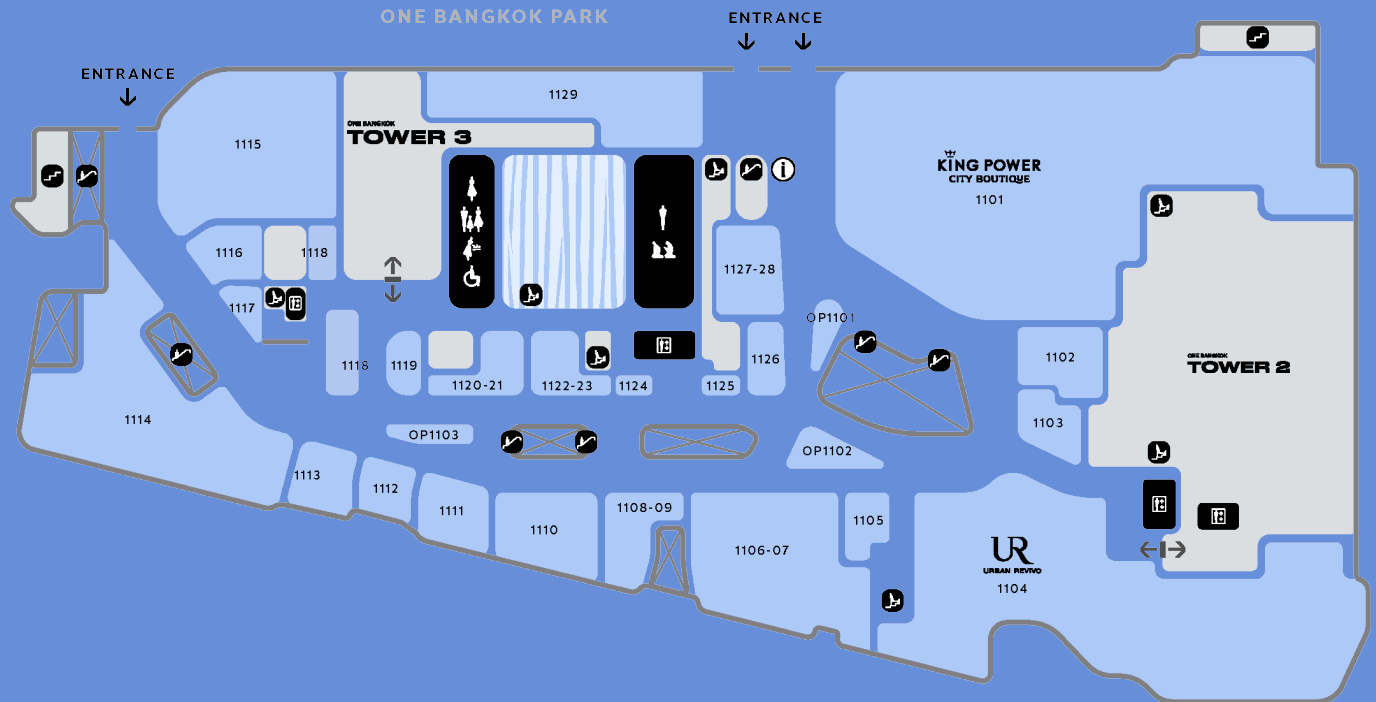 ONE BANGKOK PARK
ENTRANCE
ENTRANCE
1129
ONE BANGKOK
TOWER 3
1115
KING POWER
CITY BOUTIQUE
1101
i
1116
1118
1127-28
1117
OP1101
1118
1119
1120-21
1122-23
1124
1125
1126
1102
ONE BANGKOK
TOWER 2
1103
1114
OP1103
OP1102
1113
1112
1111
1110
1108-09
1106-07
1105
UR
URBAN REVIVO
1104